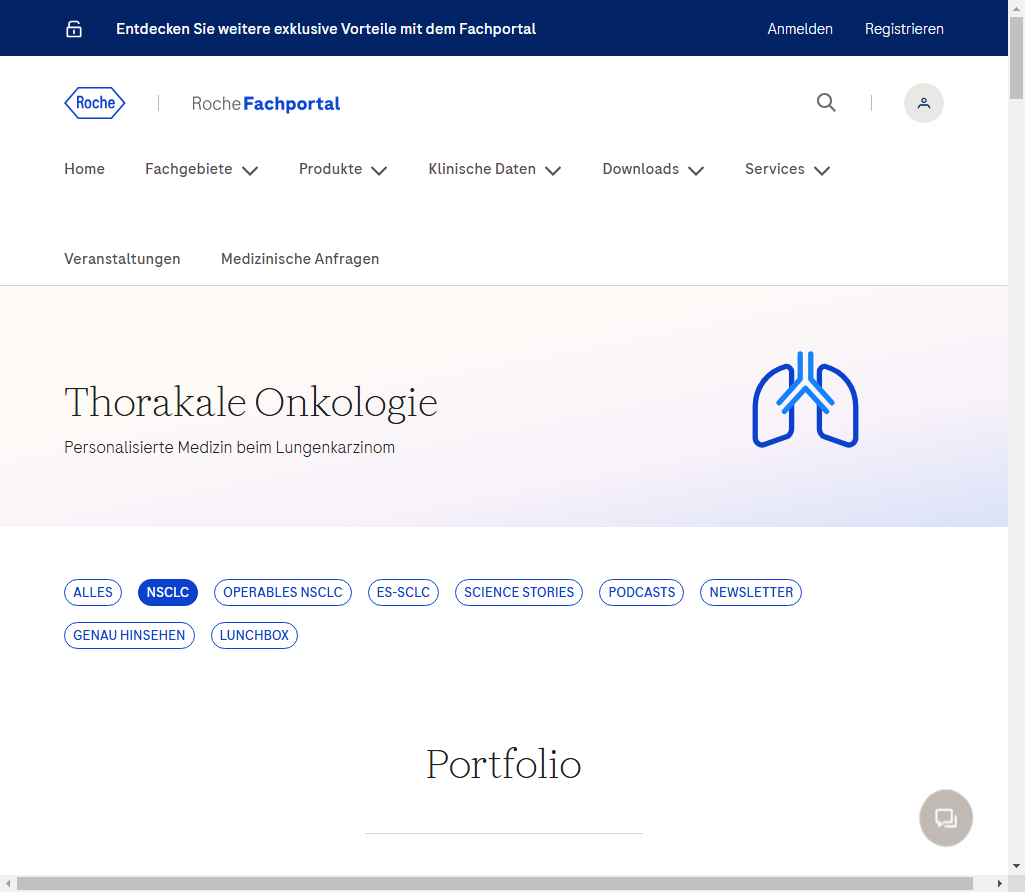 Entdecken Sie weitere exklusive Vorteile mit dem Fachportal
Anmelden
Registrieren
Roche
RocheFachportal
Home
Fachgebiete
Produkte
Klinische Daten
Downloads
Services
Veranstaltungen
Medizinische Anfragen
Thorakale Onkologie
Personalisierte Medizin beim Lungenkarzinom
ALLES
NSCLC
OPERABLES NSCLC
ES-SCLC
SCIENCE STORIES
PODCASTS
NEWSLETTER
GENAU HINSEHEN
LUNCHBOX
Portfolio